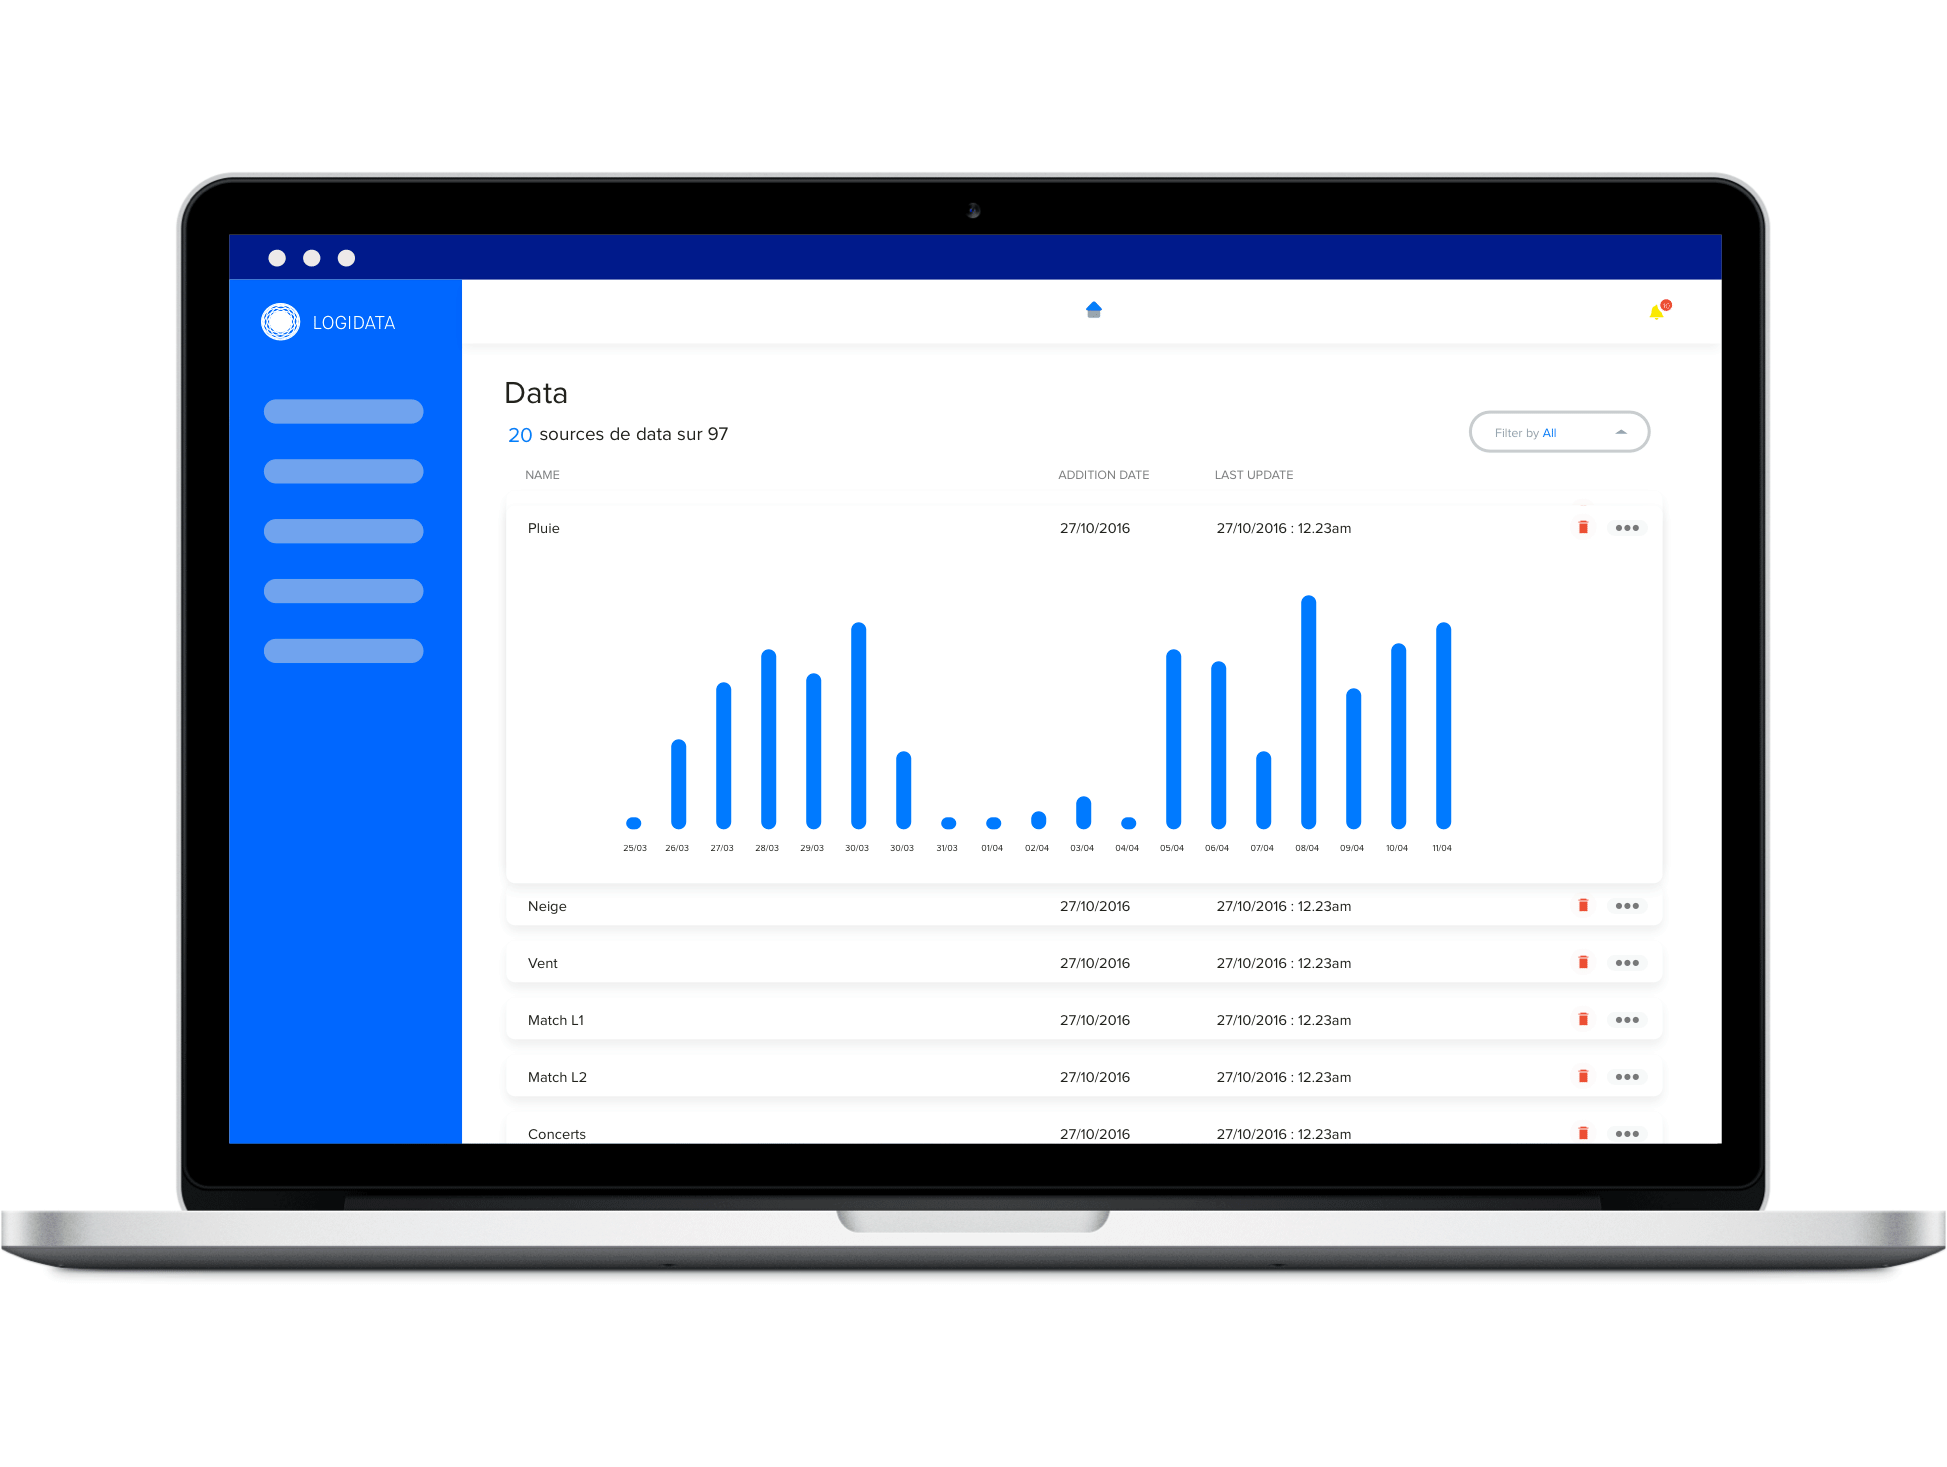 LOGIDATA
Data
20 sources de data sur 97
Filter by All
NAME ADDITION DATE LAST UPDATE
Pluie 27/10/2016 27/10/2016 : 12.23am
25/03 26/03 27/03 28/03 29/03 30/03 30/03 31/03 01/04 02/04 03/04 04/04 05/04 06/04 07/04 08/04 09/04 10/04 11/04
Neige 27/10/2016 27/10/2016 : 12.23am
Vent 27/10/2016 27/10/2016 : 12.23am
Match L1 27/10/2016 27/10/2016 : 12.23am
Match L2 27/10/2016 27/10/2016 : 12.23am
Concerts 27/10/2016 27/10/2016 : 12.23am